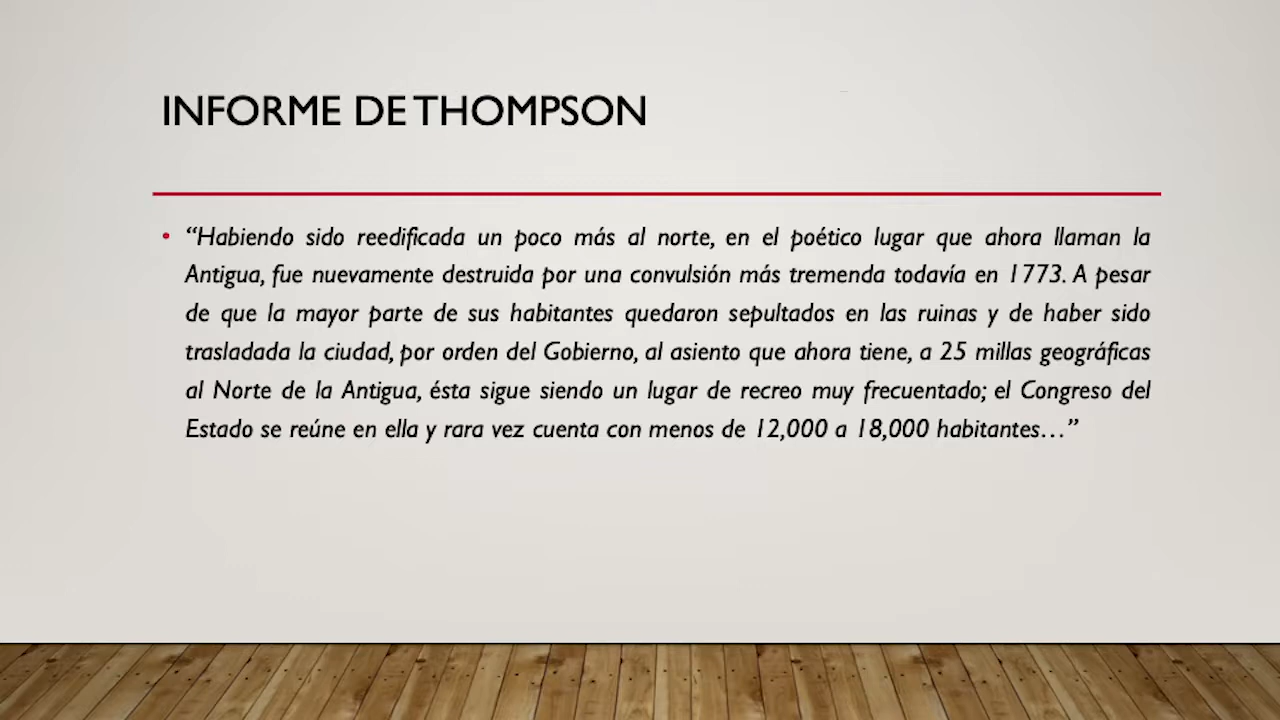 INFORME DE THOMPSON
• “Habiendo sido reedificada un poco más al norte, en el poético lugar que ahora llaman la
Antigua, fue nuevamente destruida por una convulsión más tremenda todavía en 1773. A pesar
de que la mayor parte de sus habitantes quedaron sepultados en las ruinas y de haber sido
trasladada la ciudad, por orden del Gobierno, al asiento que ahora tiene, a 25 millas geográficas
al Norte de la Antigua, ésta sigue siendo un lugar de recreo muy frecuentado; el Congreso del
Estado se reúne en ella y rara vez cuenta con menos de 12,000 a 18,000 habitantes…”